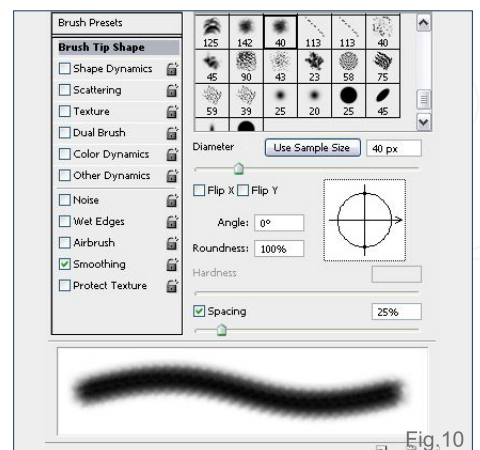 Brush Presets
Brush Tip Shape
Shape Dynamics
Scattering
Texture
Dual Brush
Color Dynamics
Other Dynamics
Noise
Wet Edges
Airbrush
Smoothing
Protect Texture
125 142 40 113 113 40
45 90 43 23 58 75
59 39 25 20 25 45
Diameter Use Sample Size 40 px
Flip X Flip Y
Angle: 0º
Roundness: 100%
Hardness
Spacing 25%
Fig.10